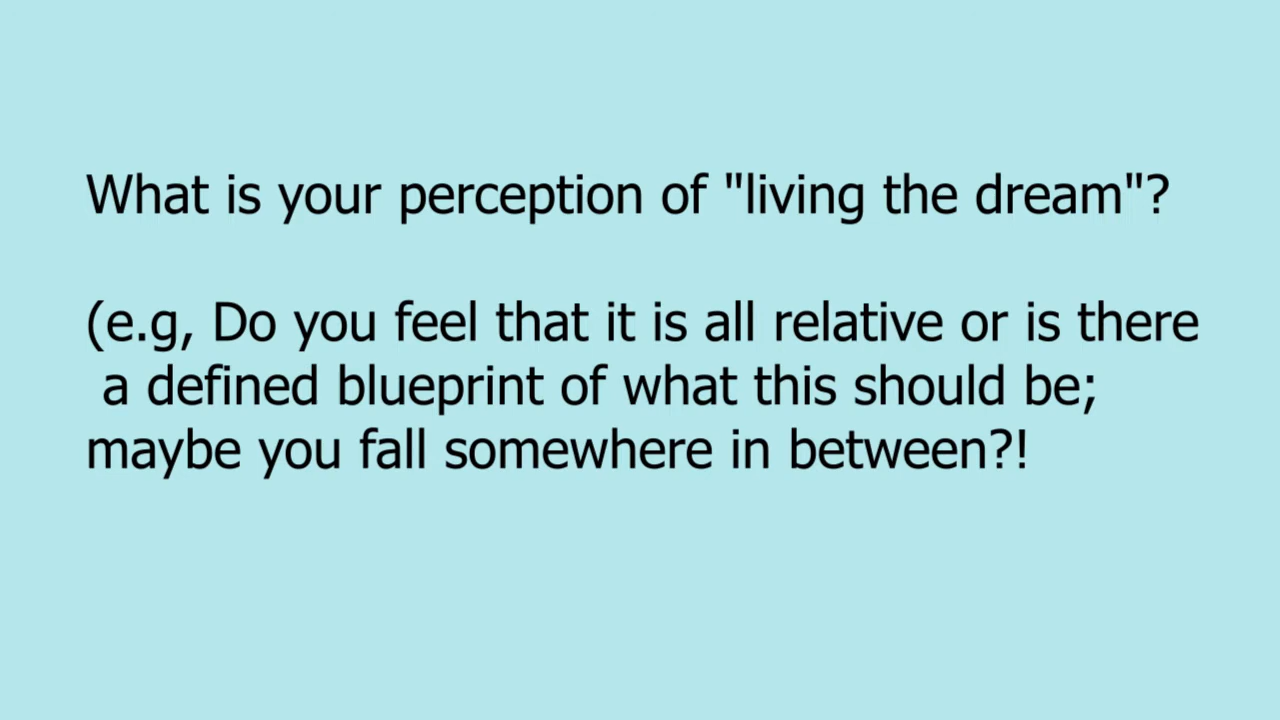 What is your perception of "living the dream"?
(e.g, Do you feel that it is all relative or is there
a defined blueprint of what this should be;
maybe you fall somewhere in between?!